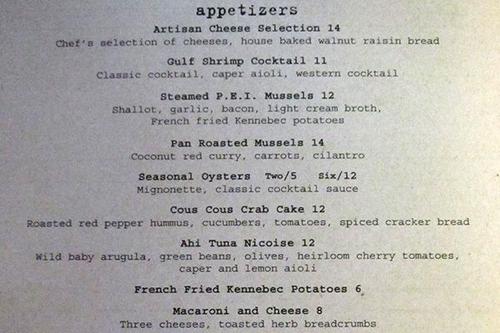 appetizers
Artisan Cheese Selection 14
Chef's selection of cheeses, house baked walnut raisin bread
Gulf Shrimp Cocktail 11
Classic cocktail, caper aioli, western cocktail
Steamed P.E.I. Mussels 12
Shallot, garlic, bacon, light cream broth,
French fried Kennebec potatoes
Pan Roasted Mussels 14
Coconut red curry, carrots, cilantro
Seasonal Oysters Two/5 Six/12
Mignonette, classic cocktail sauce
Cous Cous Crab Cake 12
Roasted red pepper hummus, cucumbers, tomatoes, spiced cracker bread
Ahi Tuna Nicoise 12
Wild baby arugula, green beans, olives, heirloom cherry tomatoes,
caper and lemon aioli
French Fried Kennebec Potatoes 6
Macaroni and Cheese 8
Three cheeses, toasted herb breadcrumbs